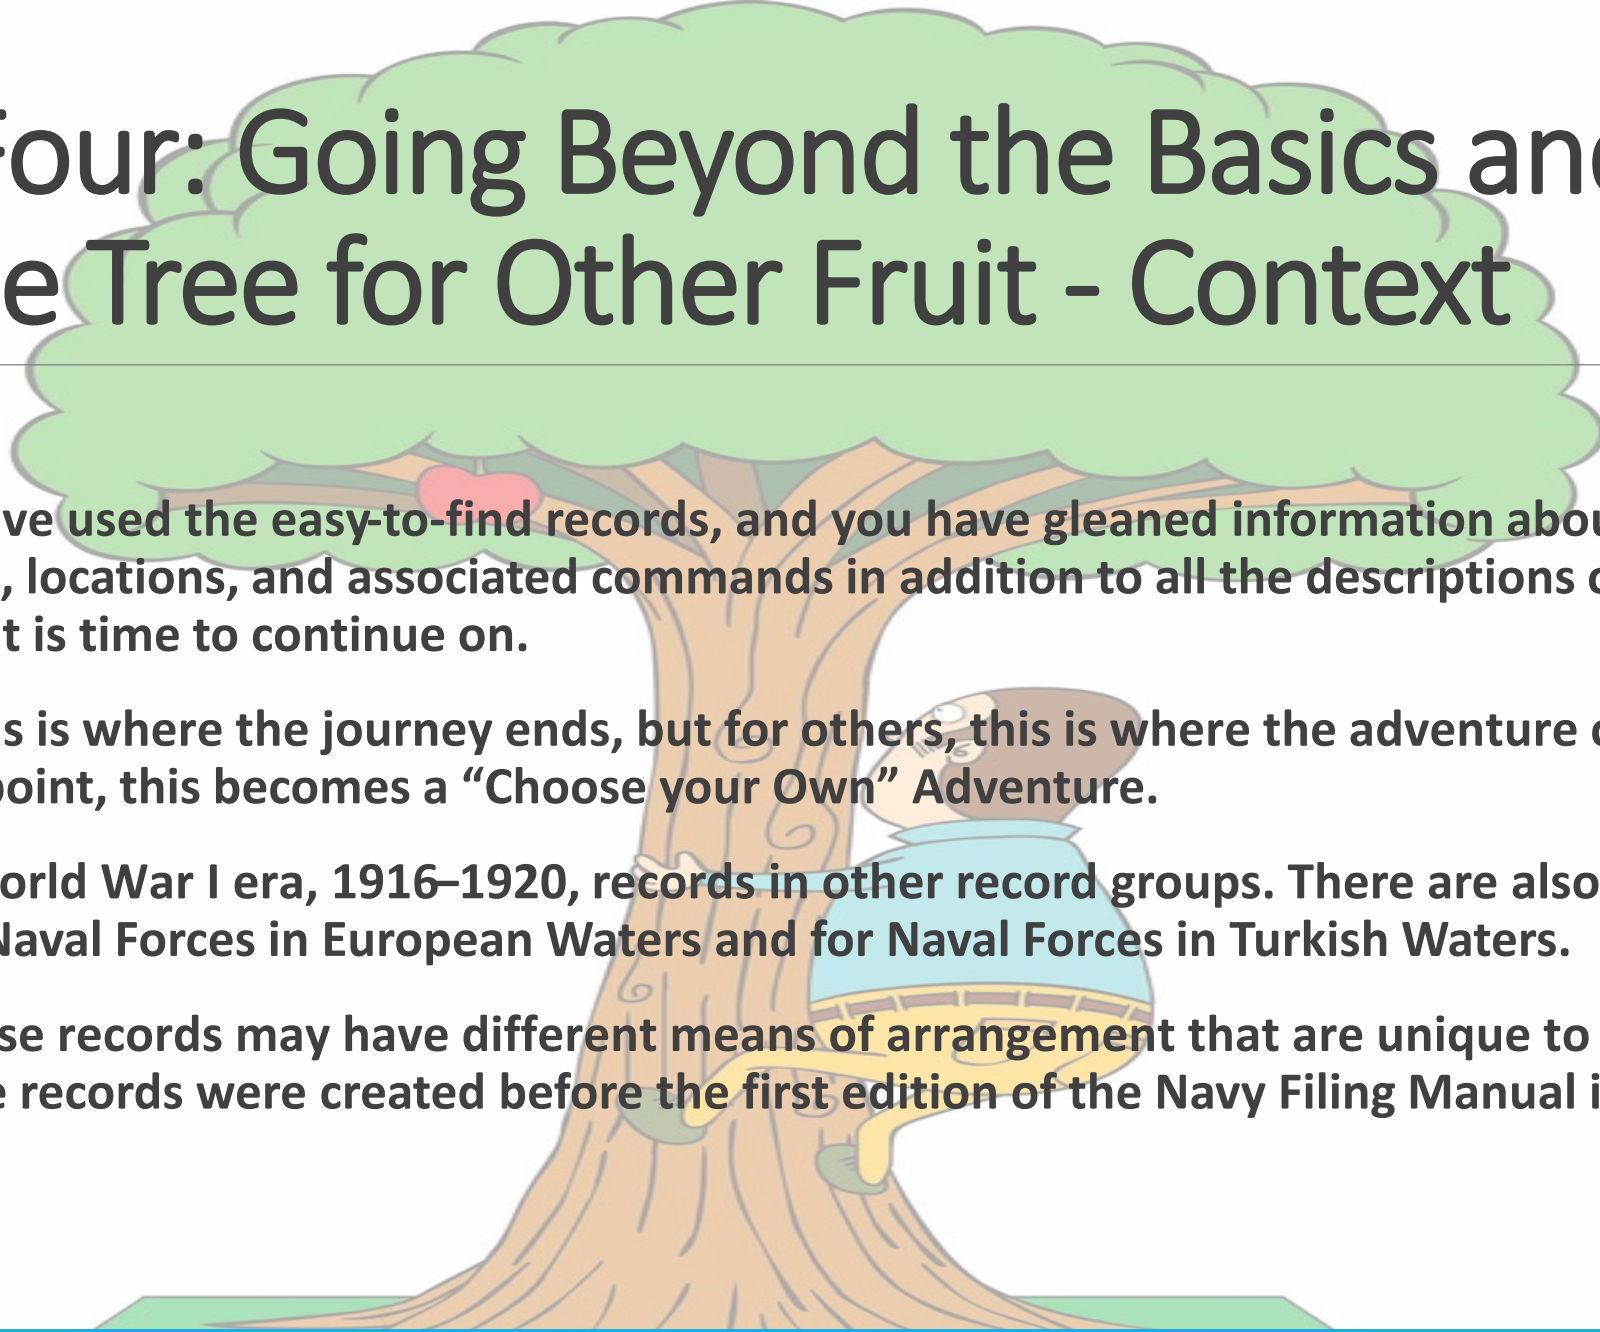 Four: Going Beyond the Basics and
e Tree for Other Fruit - Context
ve used the easy-to-find records, and you have gleaned information abou
, locations, and associated commands in addition to all the descriptions
t is time to continue on.
s is where the journey ends, but for others, this is where the adventure
point, this becomes a “Choose your Own” Adventure.
orld War I era, 1916–1920, records in other record groups. There are also
Naval Forces in European Waters and for Naval Forces in Turkish Waters.
se records may have different means of arrangement that are unique to
e records were created before the first edition of the Navy Filing Manual i